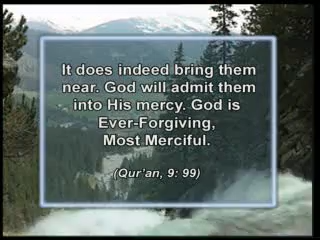 It does indeed bring them
near. God will admit them
into His mercy. God is
Ever-Forgiving,
Most Merciful.
(Qur'an, 9: 99)